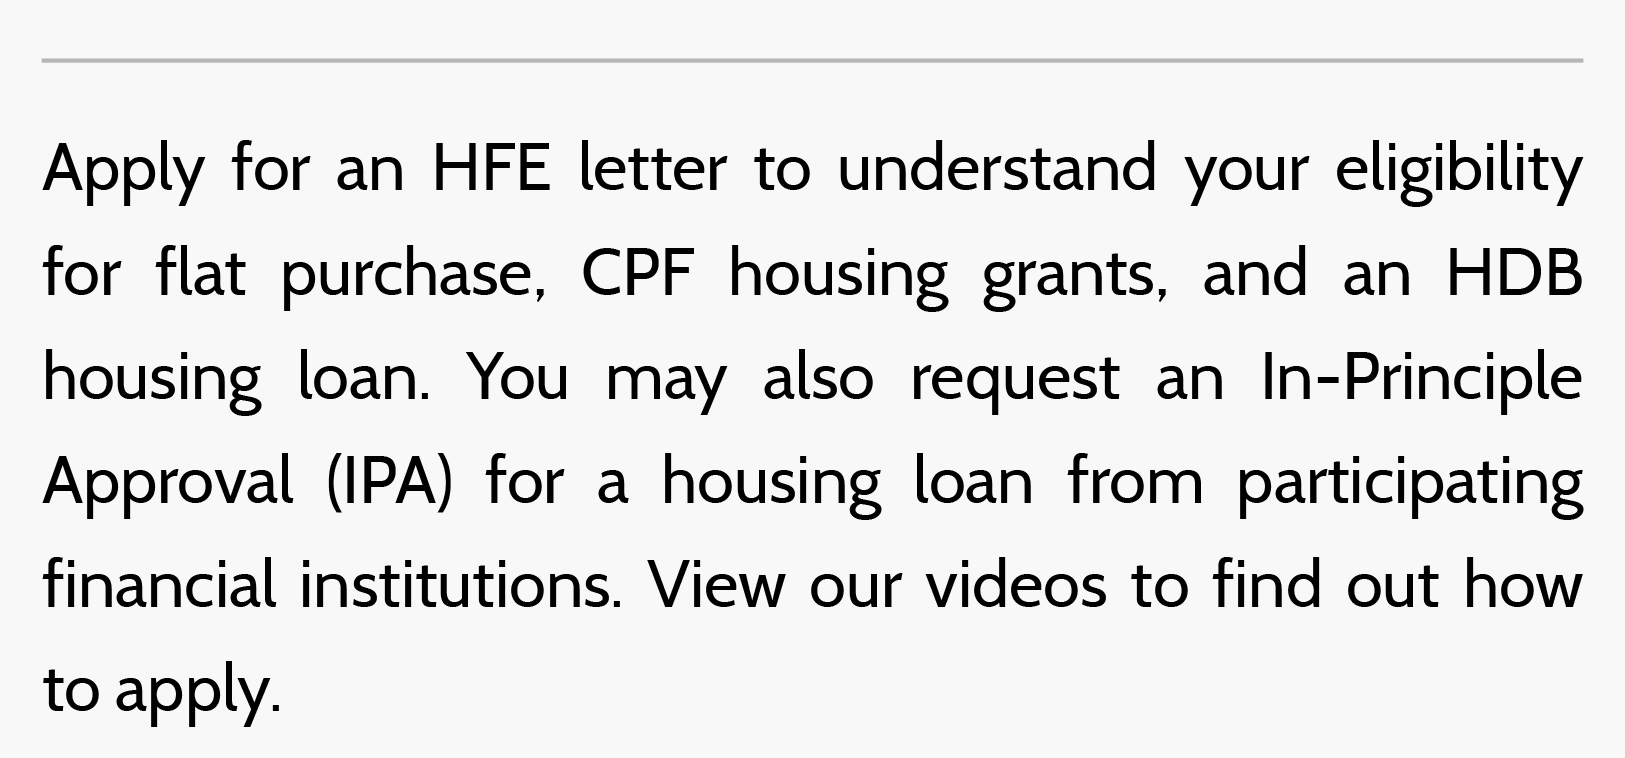 Apply for an HFE letter to understand your eligibility
for flat purchase, CPF housing grants, and an HDB
housing loan. You may also request an In-Principle
Approval (IPA) for a housing loan from participating
financial institutions. View our videos to find out how
to apply.